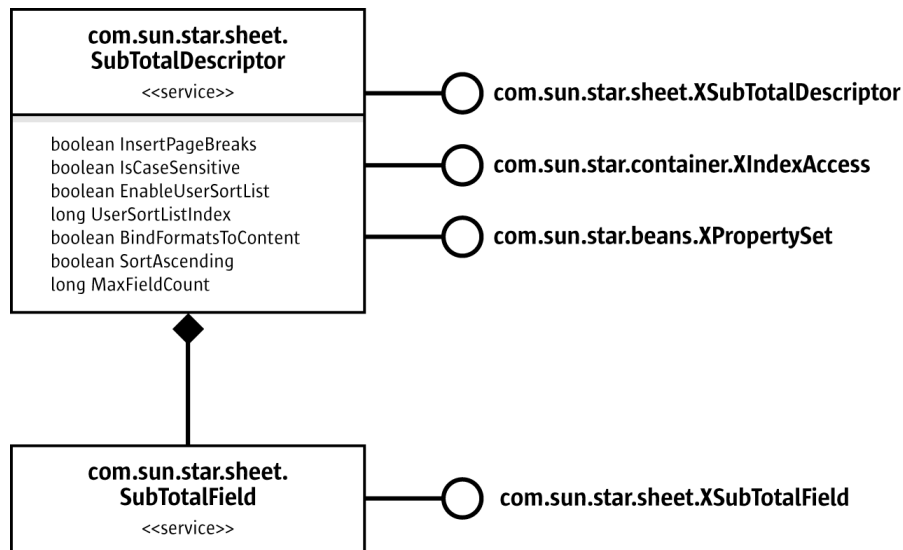 com.sun.star.sheet.
SubTotalDescriptor
<<service>>
com.sun.star.sheet.XSubTotalDescriptor
boolean InsertPageBreaks
boolean IsCaseSensitive
boolean EnableUserSortList
long UserSortListIndex
boolean BindFormatsToContent
boolean SortAscending
long MaxFieldCount
com.sun.star.container.XIndexAccess
com.sun.star.beans.XPropertySet
com.sun.star.sheet.
SubTotalField
<<service>>
com.sun.star.sheet.XSubTotalField